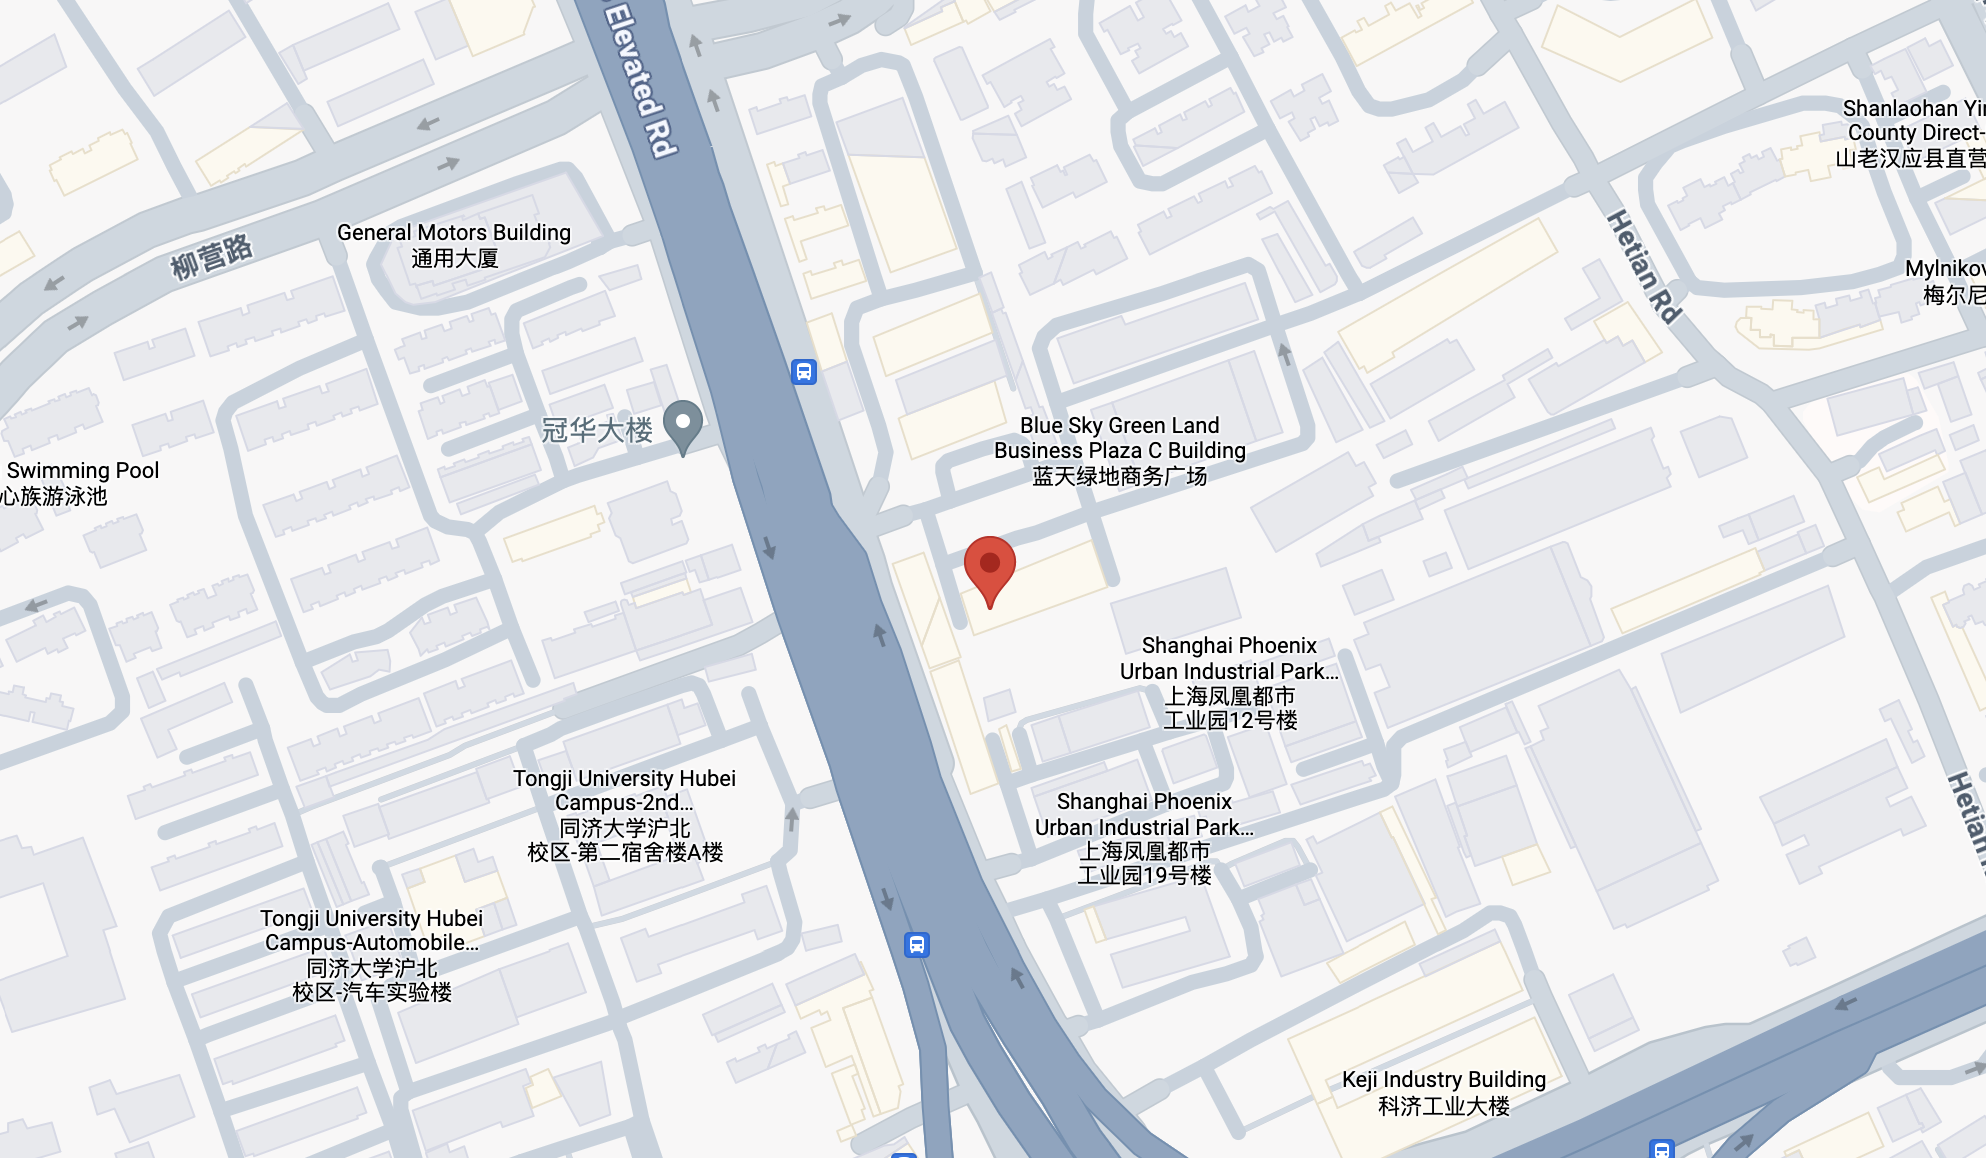 Elevated Rd
Shanlaohan
County Direct-
山老汉应县直营
General Motors Building
通用大厦
柳营路
Hetian Rd
梅尔尼
冠华大楼
Blue Sky Green Land
Business Plaza C Building
蓝天绿地商务广场
Swimming Pool
心族游泳池
Shanghai Phoenix
Urban Industrial Park...
上海凤凰都市
工业园12号楼
Tongji University Hubei
Campus-2nd...
同济大学沪北
校区-第二宿舍楼A楼
Shanghai Phoenix
Urban Industrial Park...
上海凤凰都市
工业园19号楼
Hetian
Tongji University Hubei
Campus-Automobile...
同济大学沪北
校区-汽车实验楼
Keji Industry Building
科济工业大楼